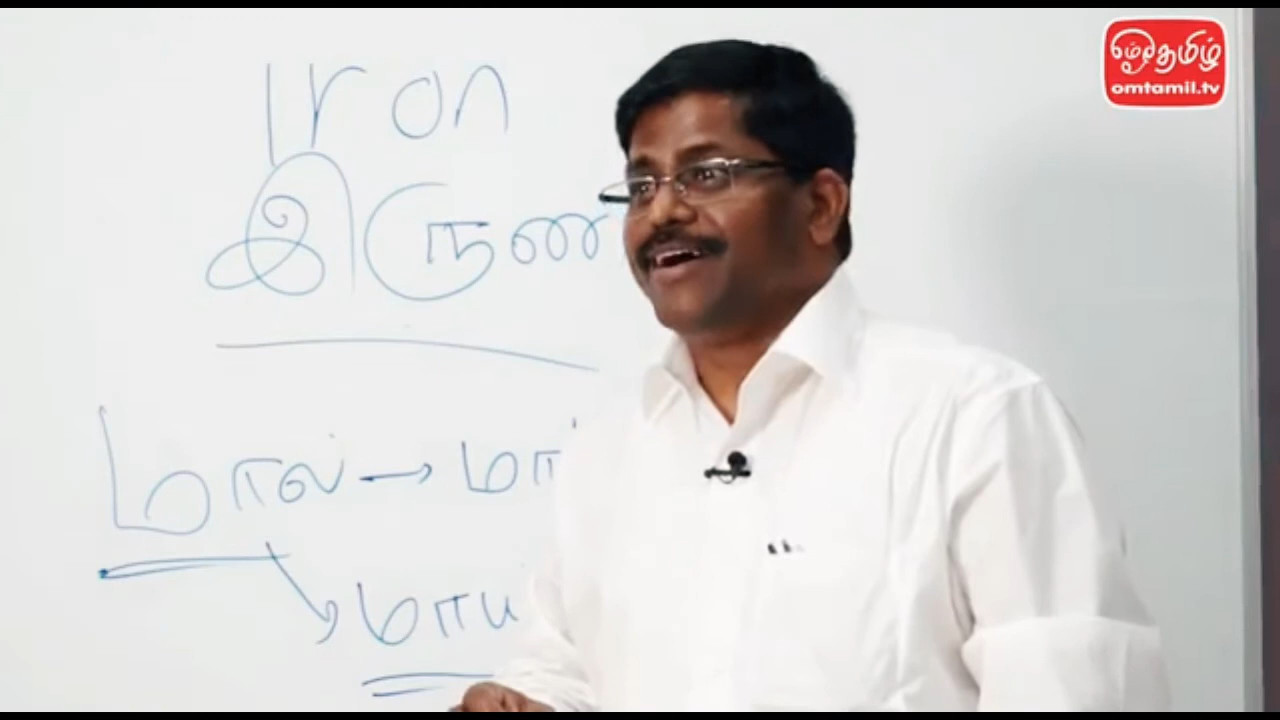 Iron
இருண
மால் → மா
மாய
ஓம்தமிழ்
omtamil.tv